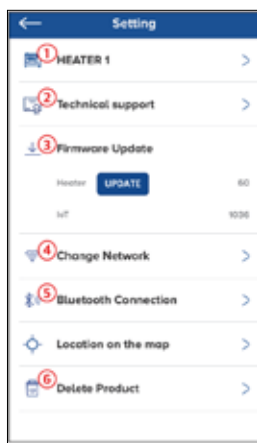 Setting
1 HEATER 1
2 Technical support
3 Firmware Update
Heater UPDATE 60
IoT 1036
4 Change Network
5 Bluetooth Connection
Location on the map
6 Delete Product